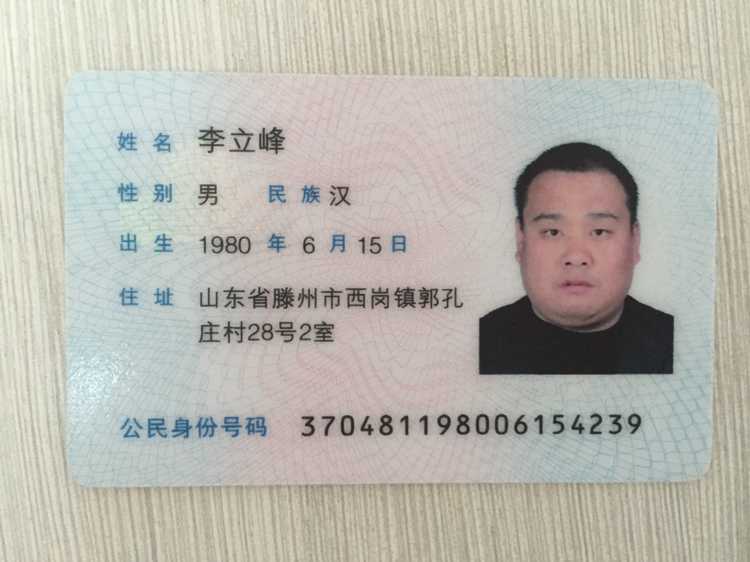 姓名 李立峰
性别 男 民族 汉
出生 1980 年 6 月 15 日
住址 山东省滕州市西岗镇郭孔
庄村28号2室
公民身份号码 370481198006154239